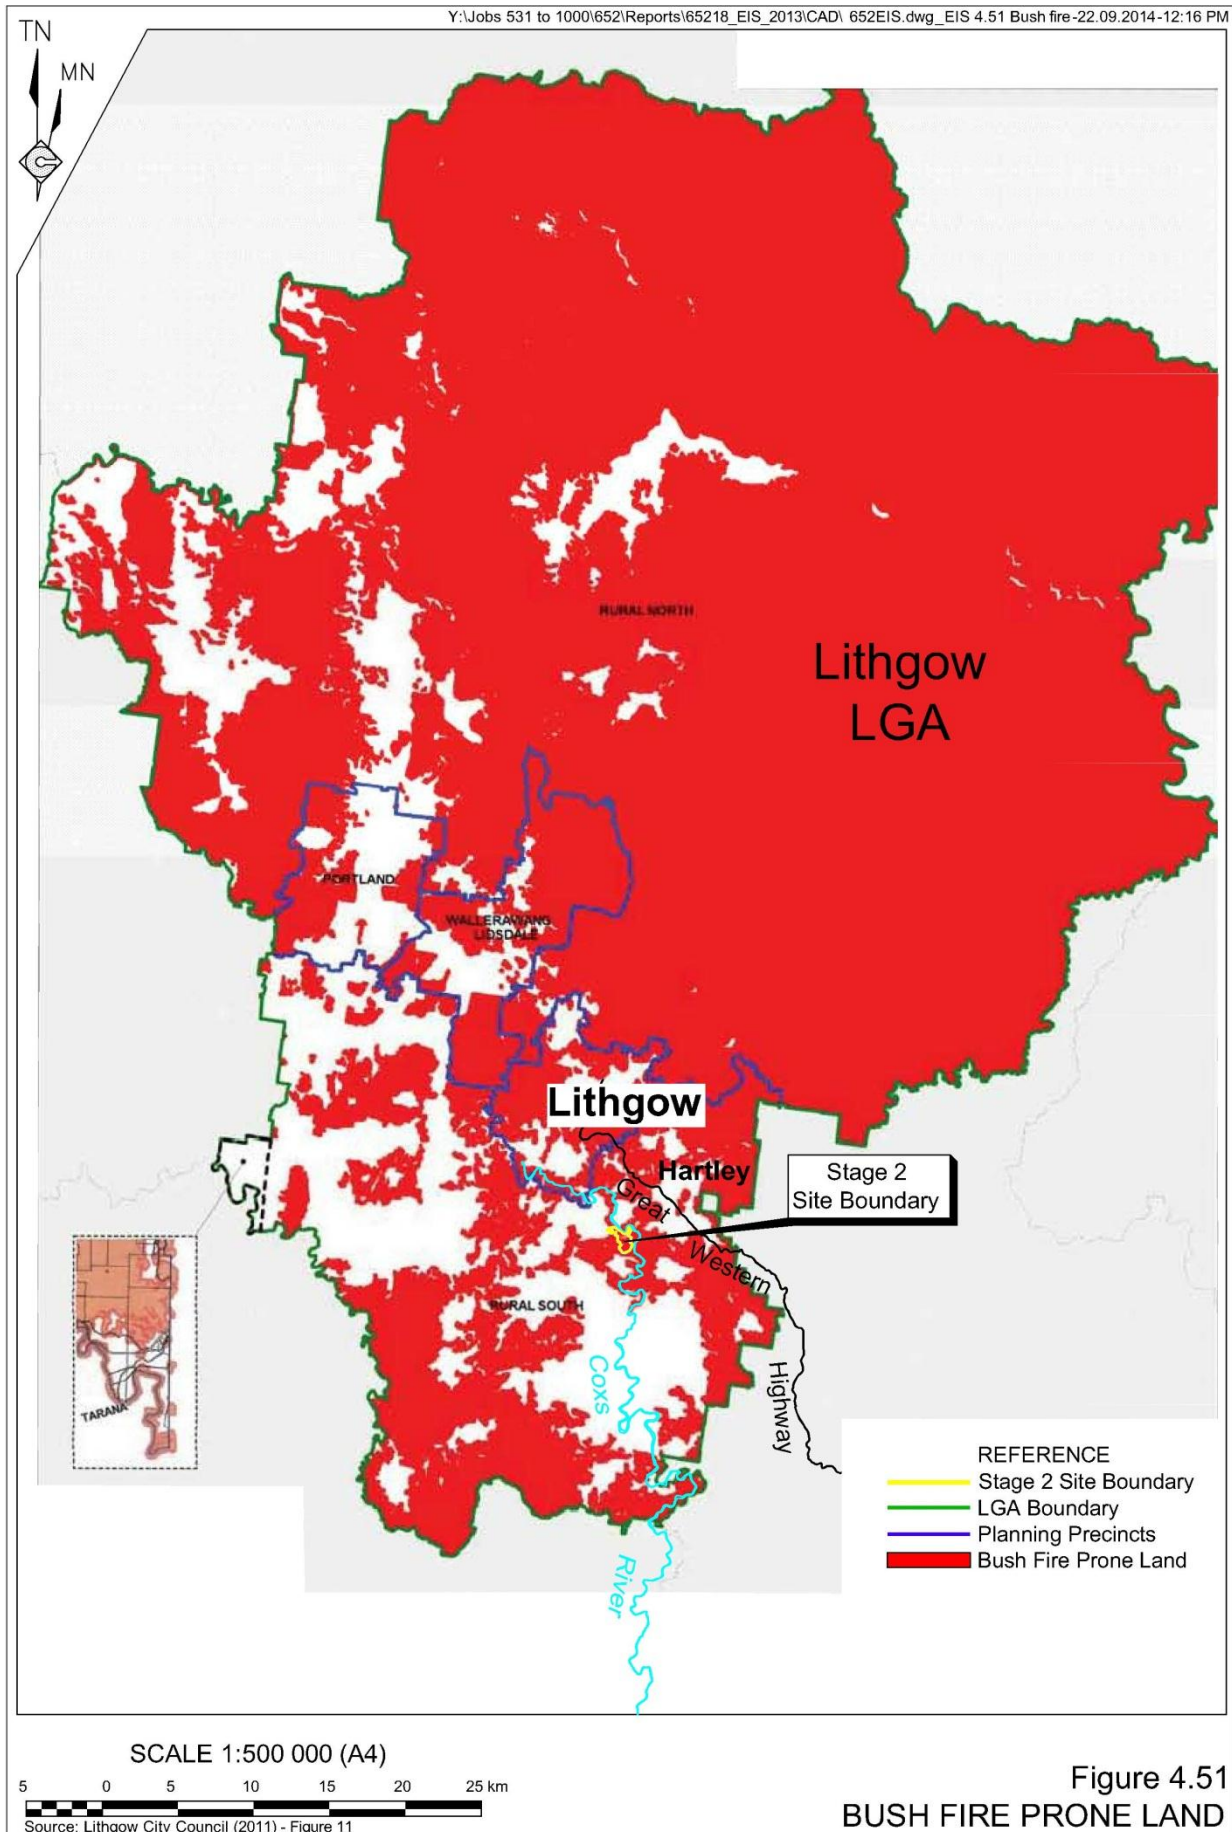 Y:\Jobs 531 to 1000\652\Reports\65218_EIS_2013\CAD\ 652EIS.dwg_EIS 4.51 Bush fire-22.09.2014-12:16 PM
TN
MN
RURAL NORTH
Lithgow
LGA
PORTLAND
WALLERAWANG
LIDSDALE
Lithgow
Hartley
Stage 2
Site Boundary
Great
Western
Highway
RURAL SOUTH
Coxs
River
TARANA
REFERENCE
Stage 2 Site Boundary
LGA Boundary
Planning Precincts
Bush Fire Prone Land
SCALE 1:500 000 (A4)
5 0 5 10 15 20 25 km
Source: Lithgow City Council (2011) - Figure 11
Figure 4.51
BUSH FIRE PRONE LAND